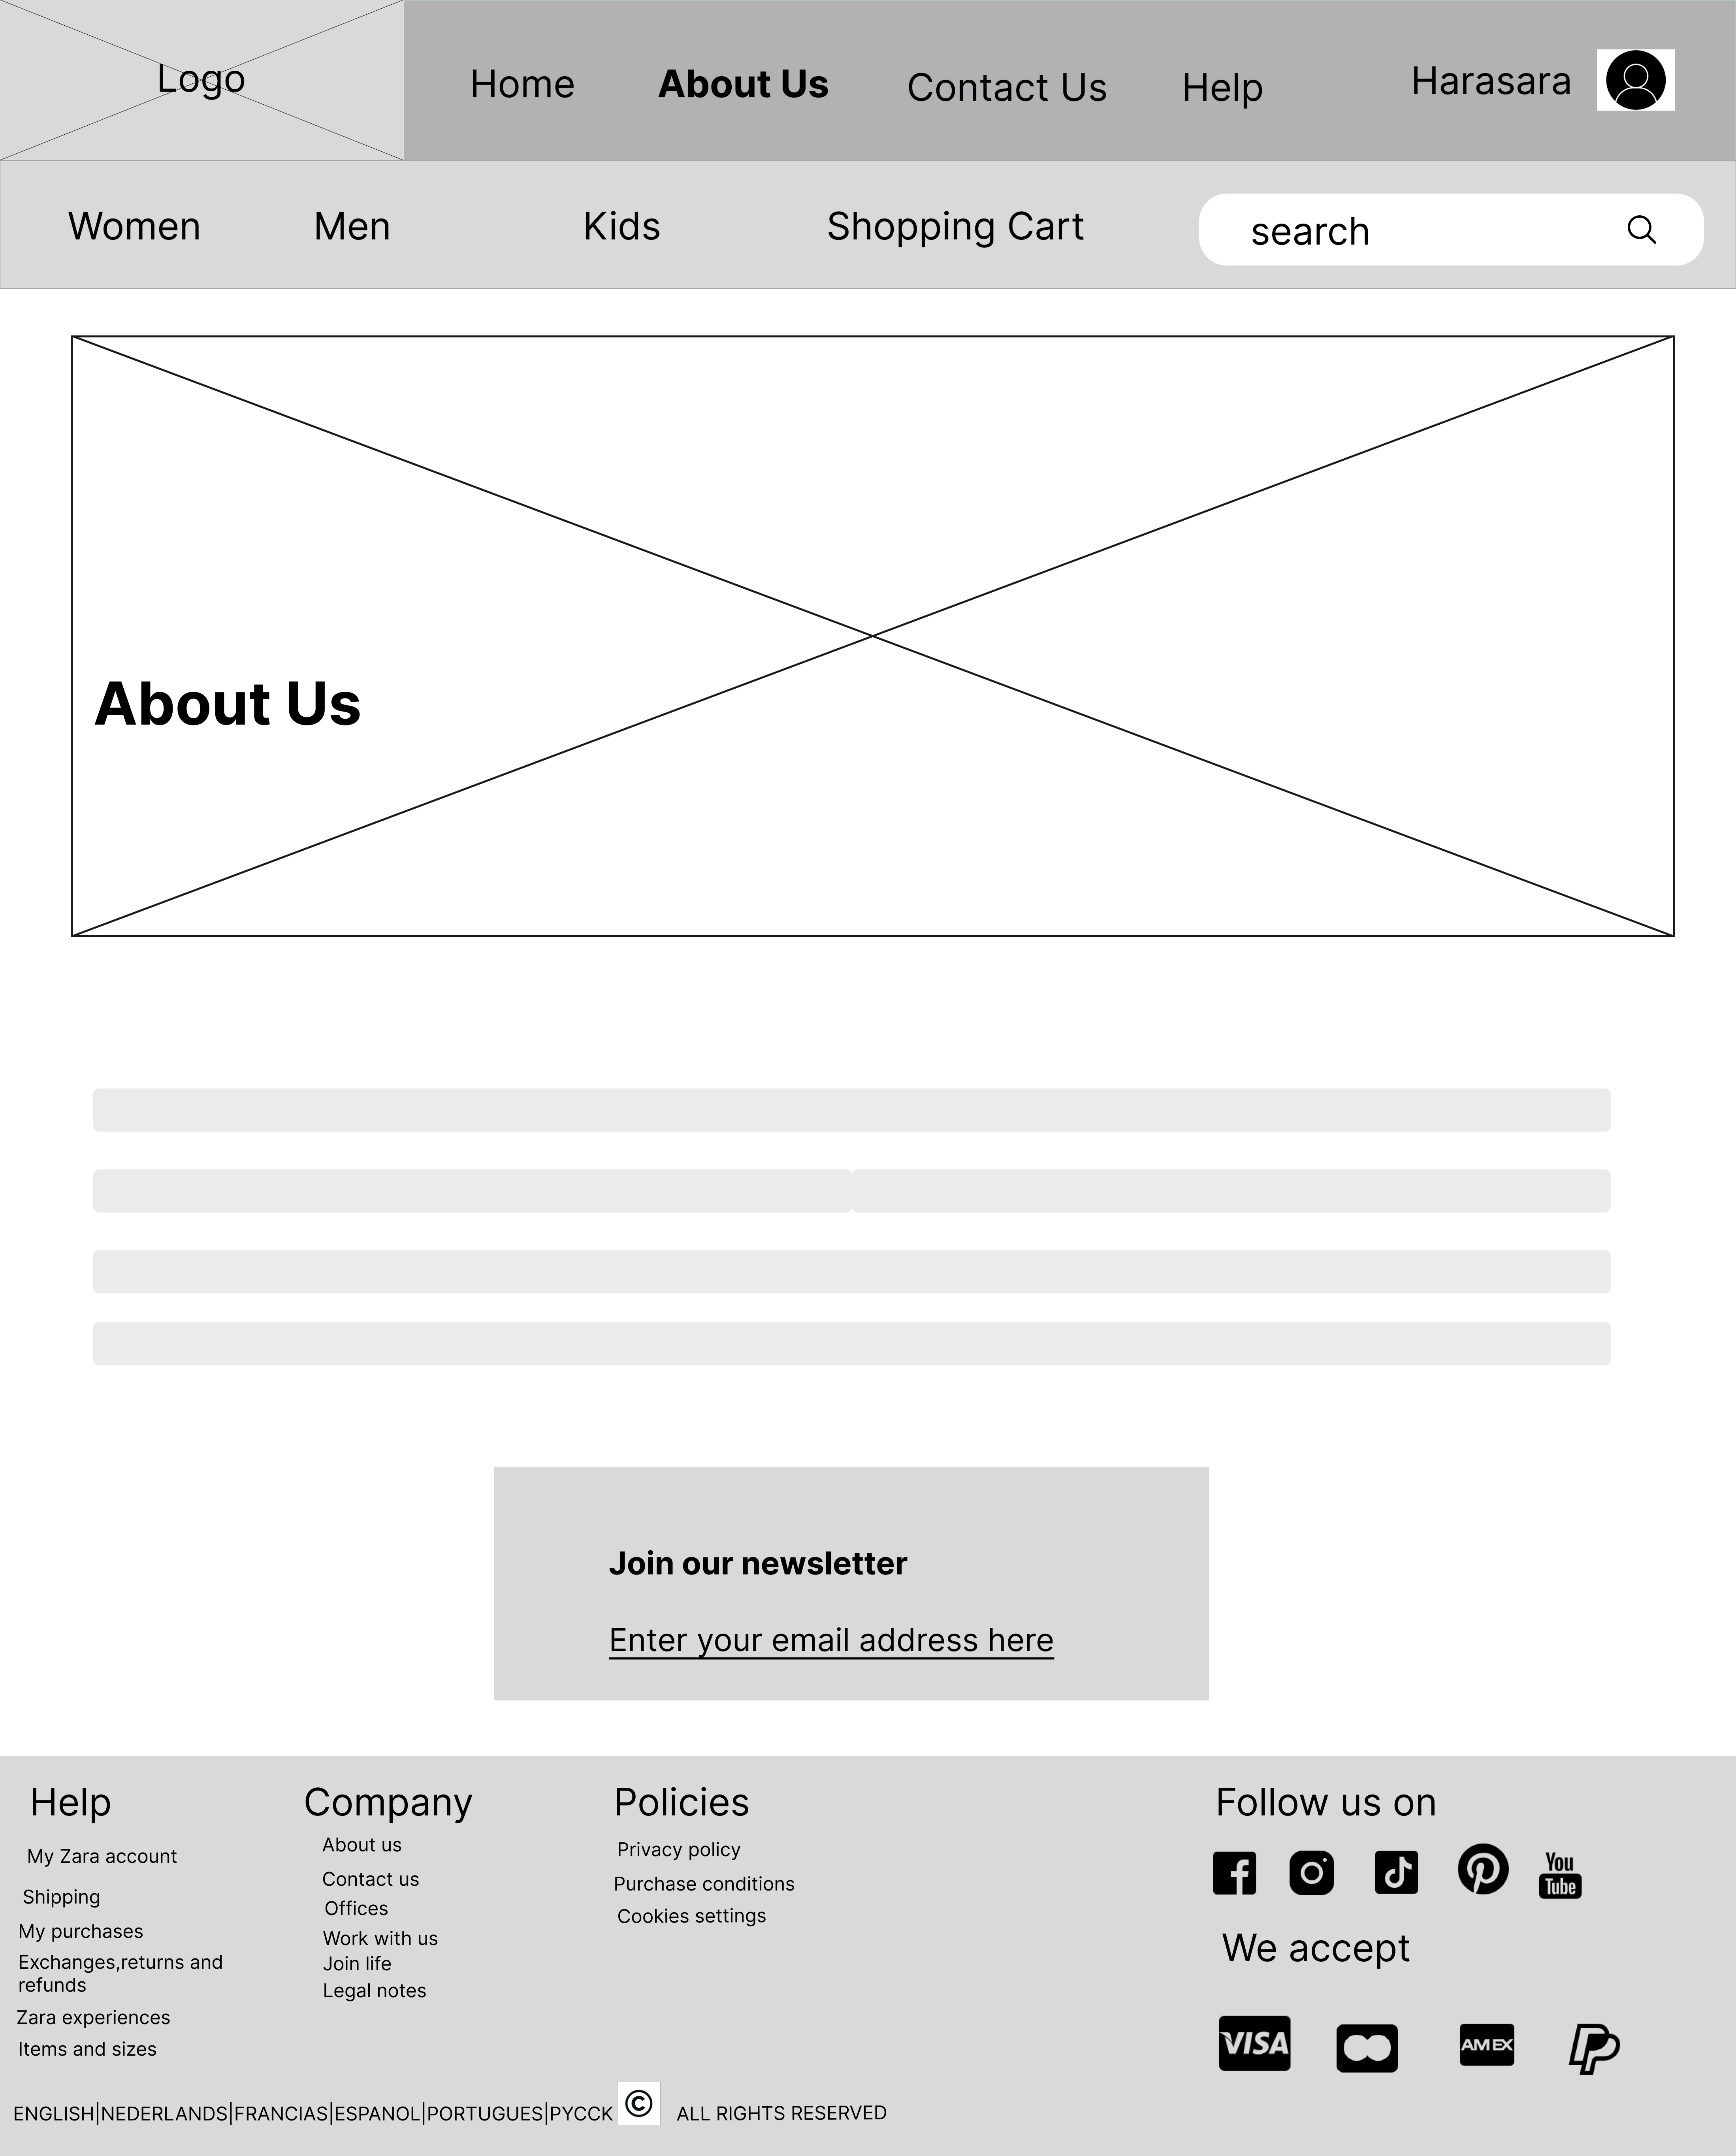 Logo
Home
About Us
Contact Us
Help
Harasara
Women
Men
Kids
Shopping Cart
search
About Us
Join our newsletter
Enter your email address here
Help
My Zara account
Shipping
My purchases
Exchanges,returns and
refunds
Zara experiences
Items and sizes
Company
About us
Contact us
Offices
Work with us
Join life
Legal notes
Policies
Privacy policy
Purchase conditions
Cookies settings
Follow us on
You
Tube
We accept
VISA
AMEX
ENGLISH|NEDERLANDS|FRANCIAS|ESPANOL|PORTUGUES|PYCCK © ALL RIGHTS RESERVED